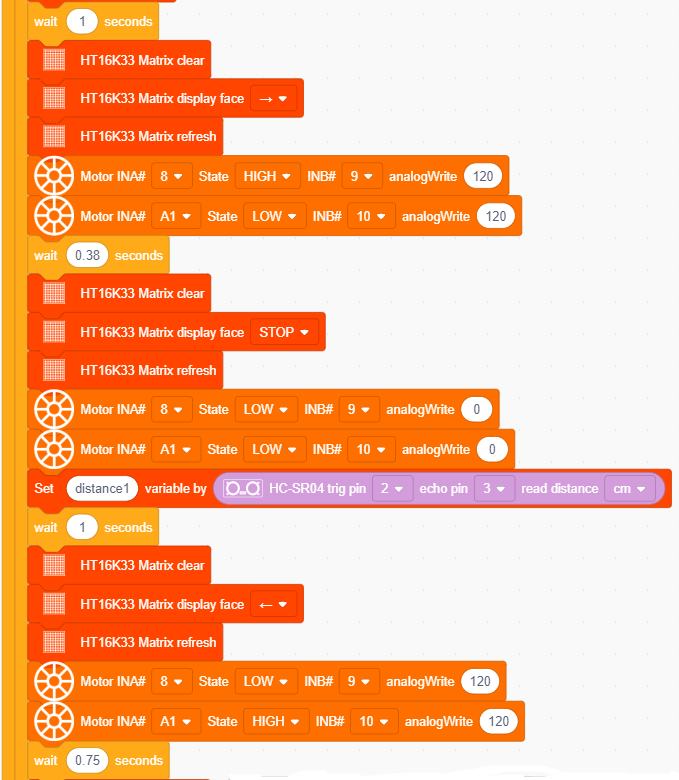 wait 1 seconds
HT16K33 Matrix clear
HT16K33 Matrix display face →
HT16K33 Matrix refresh
Motor INA# 8 State HIGH INB# 9 analogWrite 120
Motor INA# A1 State LOW INB# 10 analogWrite 120
wait 0.38 seconds
HT16K33 Matrix clear
HT16K33 Matrix display face STOP
HT16K33 Matrix refresh
Motor INA# 8 State LOW INB# 9 analogWrite 0
Motor INA# A1 State LOW INB# 10 analogWrite 0
Set distance1 variable by HC-SR04 trig pin 2 echo pin 3 read distance cm
wait 1 seconds
HT16K33 Matrix clear
HT16K33 Matrix display face ←
HT16K33 Matrix refresh
Motor INA# 8 State LOW INB# 9 analogWrite 120
Motor INA# A1 State HIGH INB# 10 analogWrite 120
wait 0.75 seconds